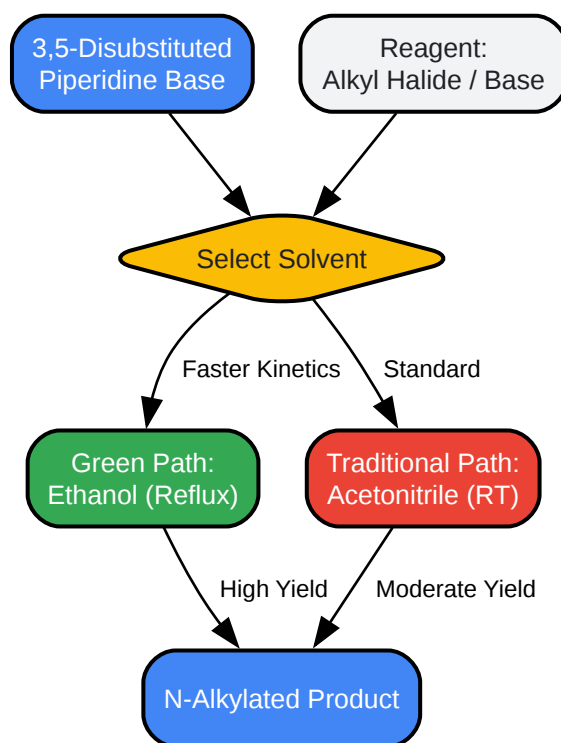 3,5-Disubstituted
Piperidine Base
Reagent:
Alkyl Halide / Base
Select Solvent
Faster Kinetics
Standard
Green Path:
Ethanol (Reflux)
Traditional Path:
Acetonitrile (RT)
High Yield
Moderate Yield
N-Alkylated Product